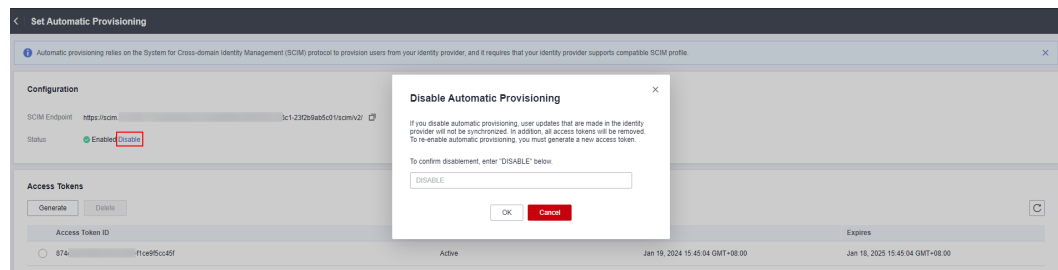 Set Automatic Provisioning
Automatic provisioning relies on the System for Cross-domain Identity Management (SCIM) protocol to provision users from your identity provider, and it requires that your identity provider supports compatible SCIM profile.
Configuration
SCIM Endpoint https://scim. 5c1-23f2b9ab5c01/scim/v2/
Status Enabled Disable
Disable Automatic Provisioning
If you disable automatic provisioning, user updates that are made in the identity
provider will not be synchronized. In addition, all access tokens will be removed.
To re-enable automatic provisioning, you must generate a new access token.
To confirm disablement, enter "DISABLE" below.
DISABLE
OK Cancel
Access Tokens
Generate Delete
Access Token ID Expires
874 f1ce9f5cc45f Active Jan 19, 2024 15:45:04 GMT+08:00 Jan 18, 2025 15:45:04 GMT+08:00